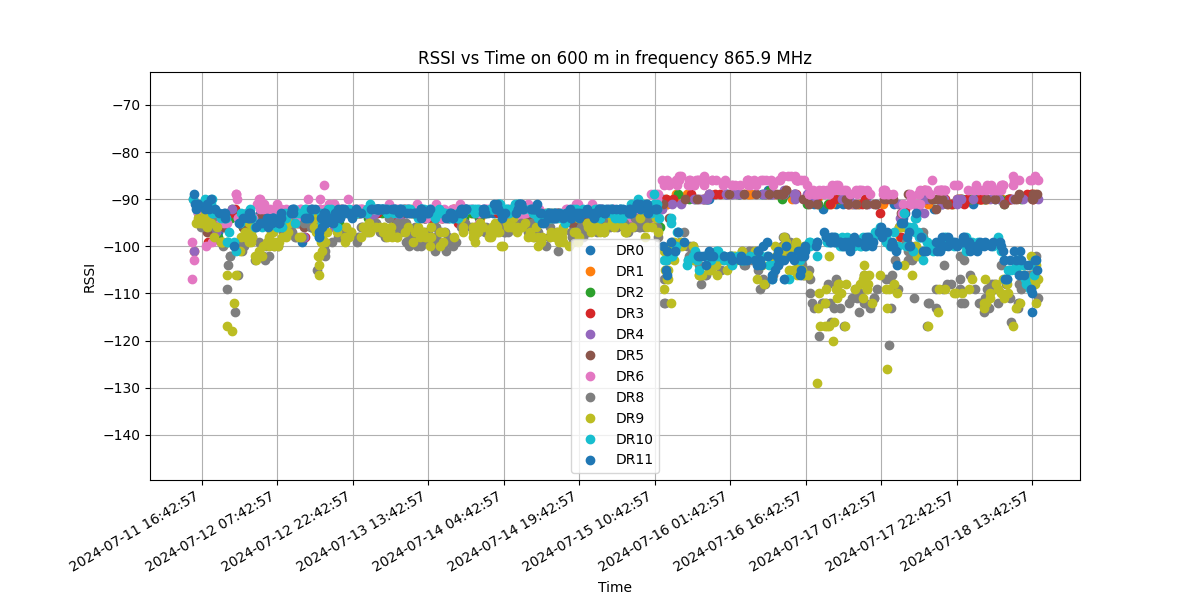 RSSI vs Time on 600 m in frequency 865.9 MHz
RSSI
−70
−80
−90
−100
−110
−120
−130
−140
DR0
DR1
DR2
DR3
DR4
DR5
DR6
DR8
DR9
DR10
DR11
2024-07-11 16:42:57
2024-07-12 07:42:57
2024-07-12 22:42:57
2024-07-13 13:42:57
2024-07-14 04:42:57
2024-07-14 19:42:57
2024-07-15 10:42:57
2024-07-16 01:42:57
2024-07-16 16:42:57
2024-07-17 07:42:57
2024-07-17 22:42:57
2024-07-18 13:42:57
Time